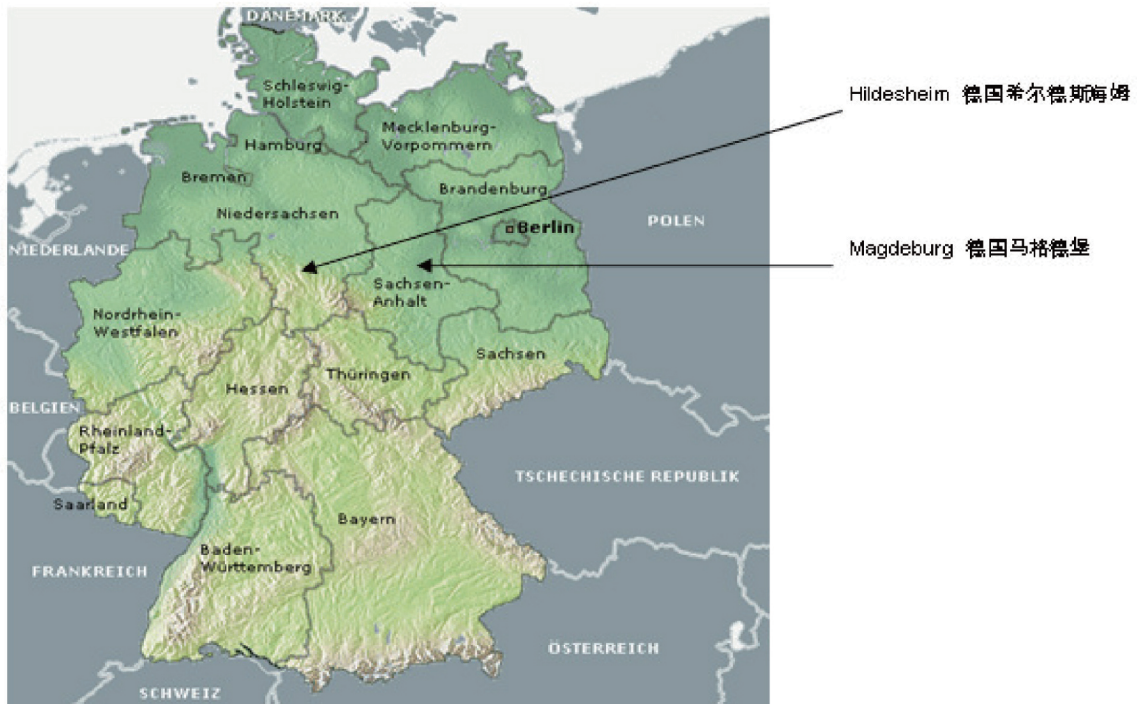 DÄNEMARK
Schleswig-
Holstein
Hildesheim 德国希尔德斯海姆
Mecklenburg-
Vorpommern
Hamburg
Bremen
Brandenburg
Niedersachsen
POLEN
Berlin
NIEDERLANDE
Magdeburg 德国马格德堡
Sachsen-
Anhalt
Nordrhein-
Westfalen
Sachsen
Thüringen
Hessen
BELGIEN
Rheinland-
Pfalz
TSCHECHISCHE REPUBLIK
Saarland
Bayern
Baden-
Württemberg
FRANKREICH
ÖSTERREICH
SCHWEIZ